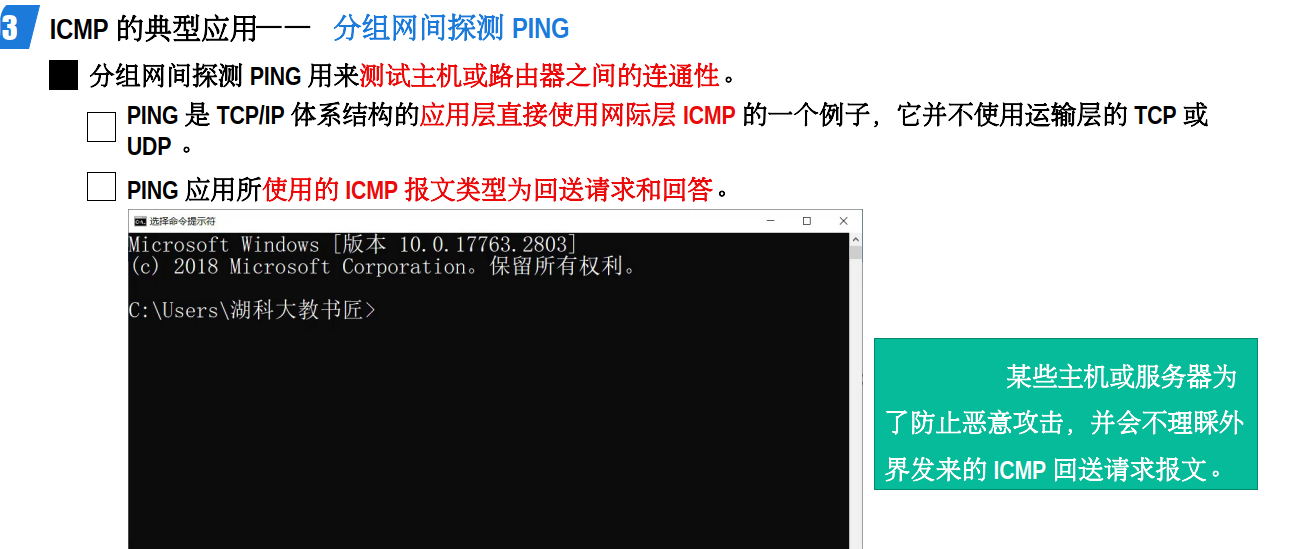 3 ICMP 的典型应用—— 分组网间探测 PING
分组网间探测 PING 用来测试主机或路由器之间的连通性。
PING 是 TCP/IP 体系结构的应用层直接使用网际层 ICMP 的一个例子，它并不使用运输层的 TCP 或
UDP 。
PING 应用所使用的 ICMP 报文类型为回送请求和回答。
选择命令提示符
Microsoft Windows [版本 10.0.17763.2803]
(c) 2018 Microsoft Corporation。保留所有权利。
C:\Users\湖科大教书匠>
某些主机或服务器为
了防止恶意攻击，并会不理睬外
界发来的 ICMP 回送请求报文。